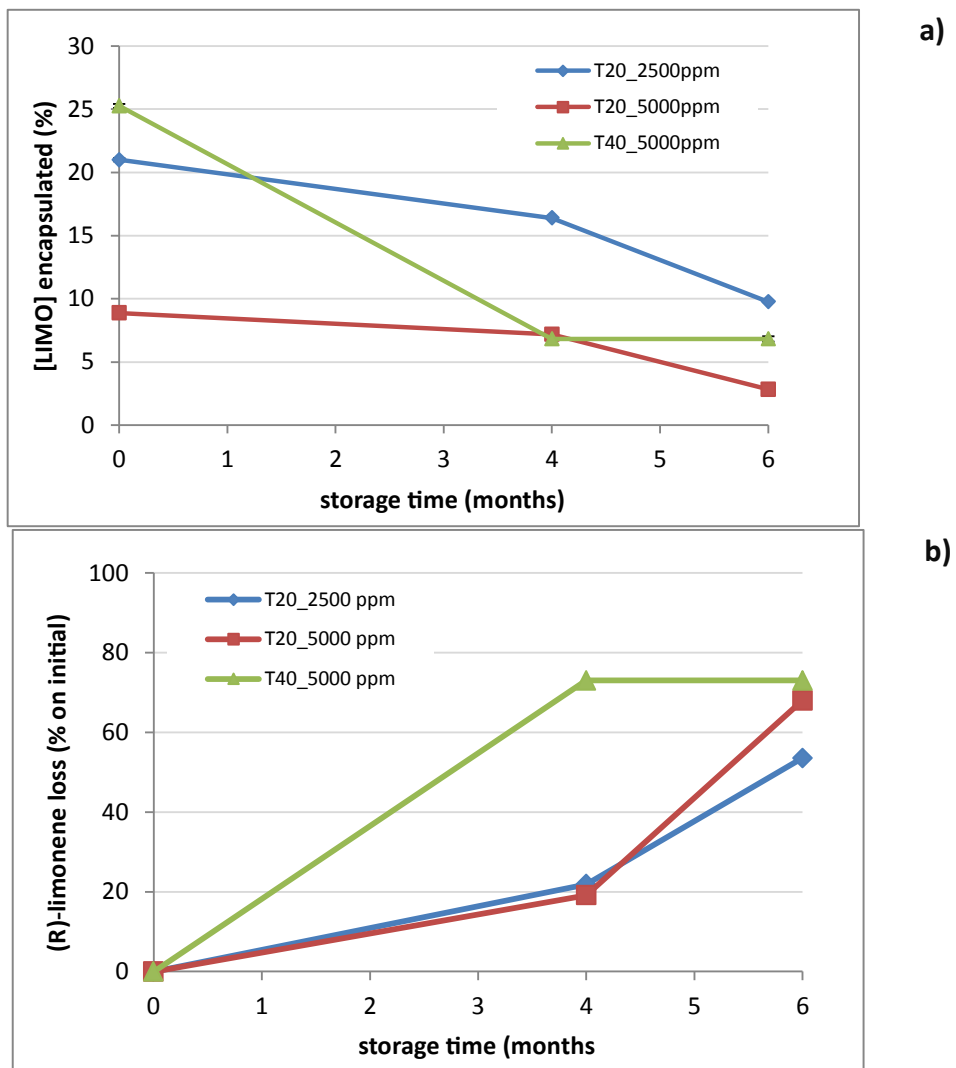 a)
30
25
20
15
10
5
0
[LIMO] encapsulated (%)
T20_2500ppm
T20_5000ppm
T40_5000ppm
0 1 2 3 4 5 6
storage time (months)
b)
100
80
60
40
20
0
(R)-limonene loss (% on initial)
T20_2500 ppm
T20_5000 ppm
T40_5000 ppm
0 1 2 3 4 5 6
storage time (months